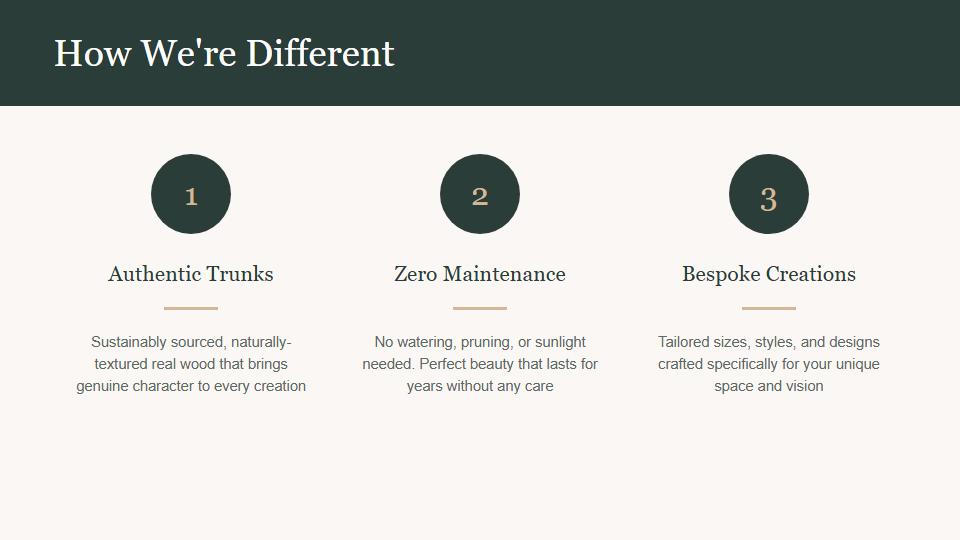 How We're Different
1
Authentic Trunks
Sustainably sourced, naturally-
textured real wood that brings
genuine character to every creation
2
Zero Maintenance
No watering, pruning, or sunlight
needed. Perfect beauty that lasts for
years without any care
3
Bespoke Creations
Tailored sizes, styles, and designs
crafted specifically for your unique
space and vision